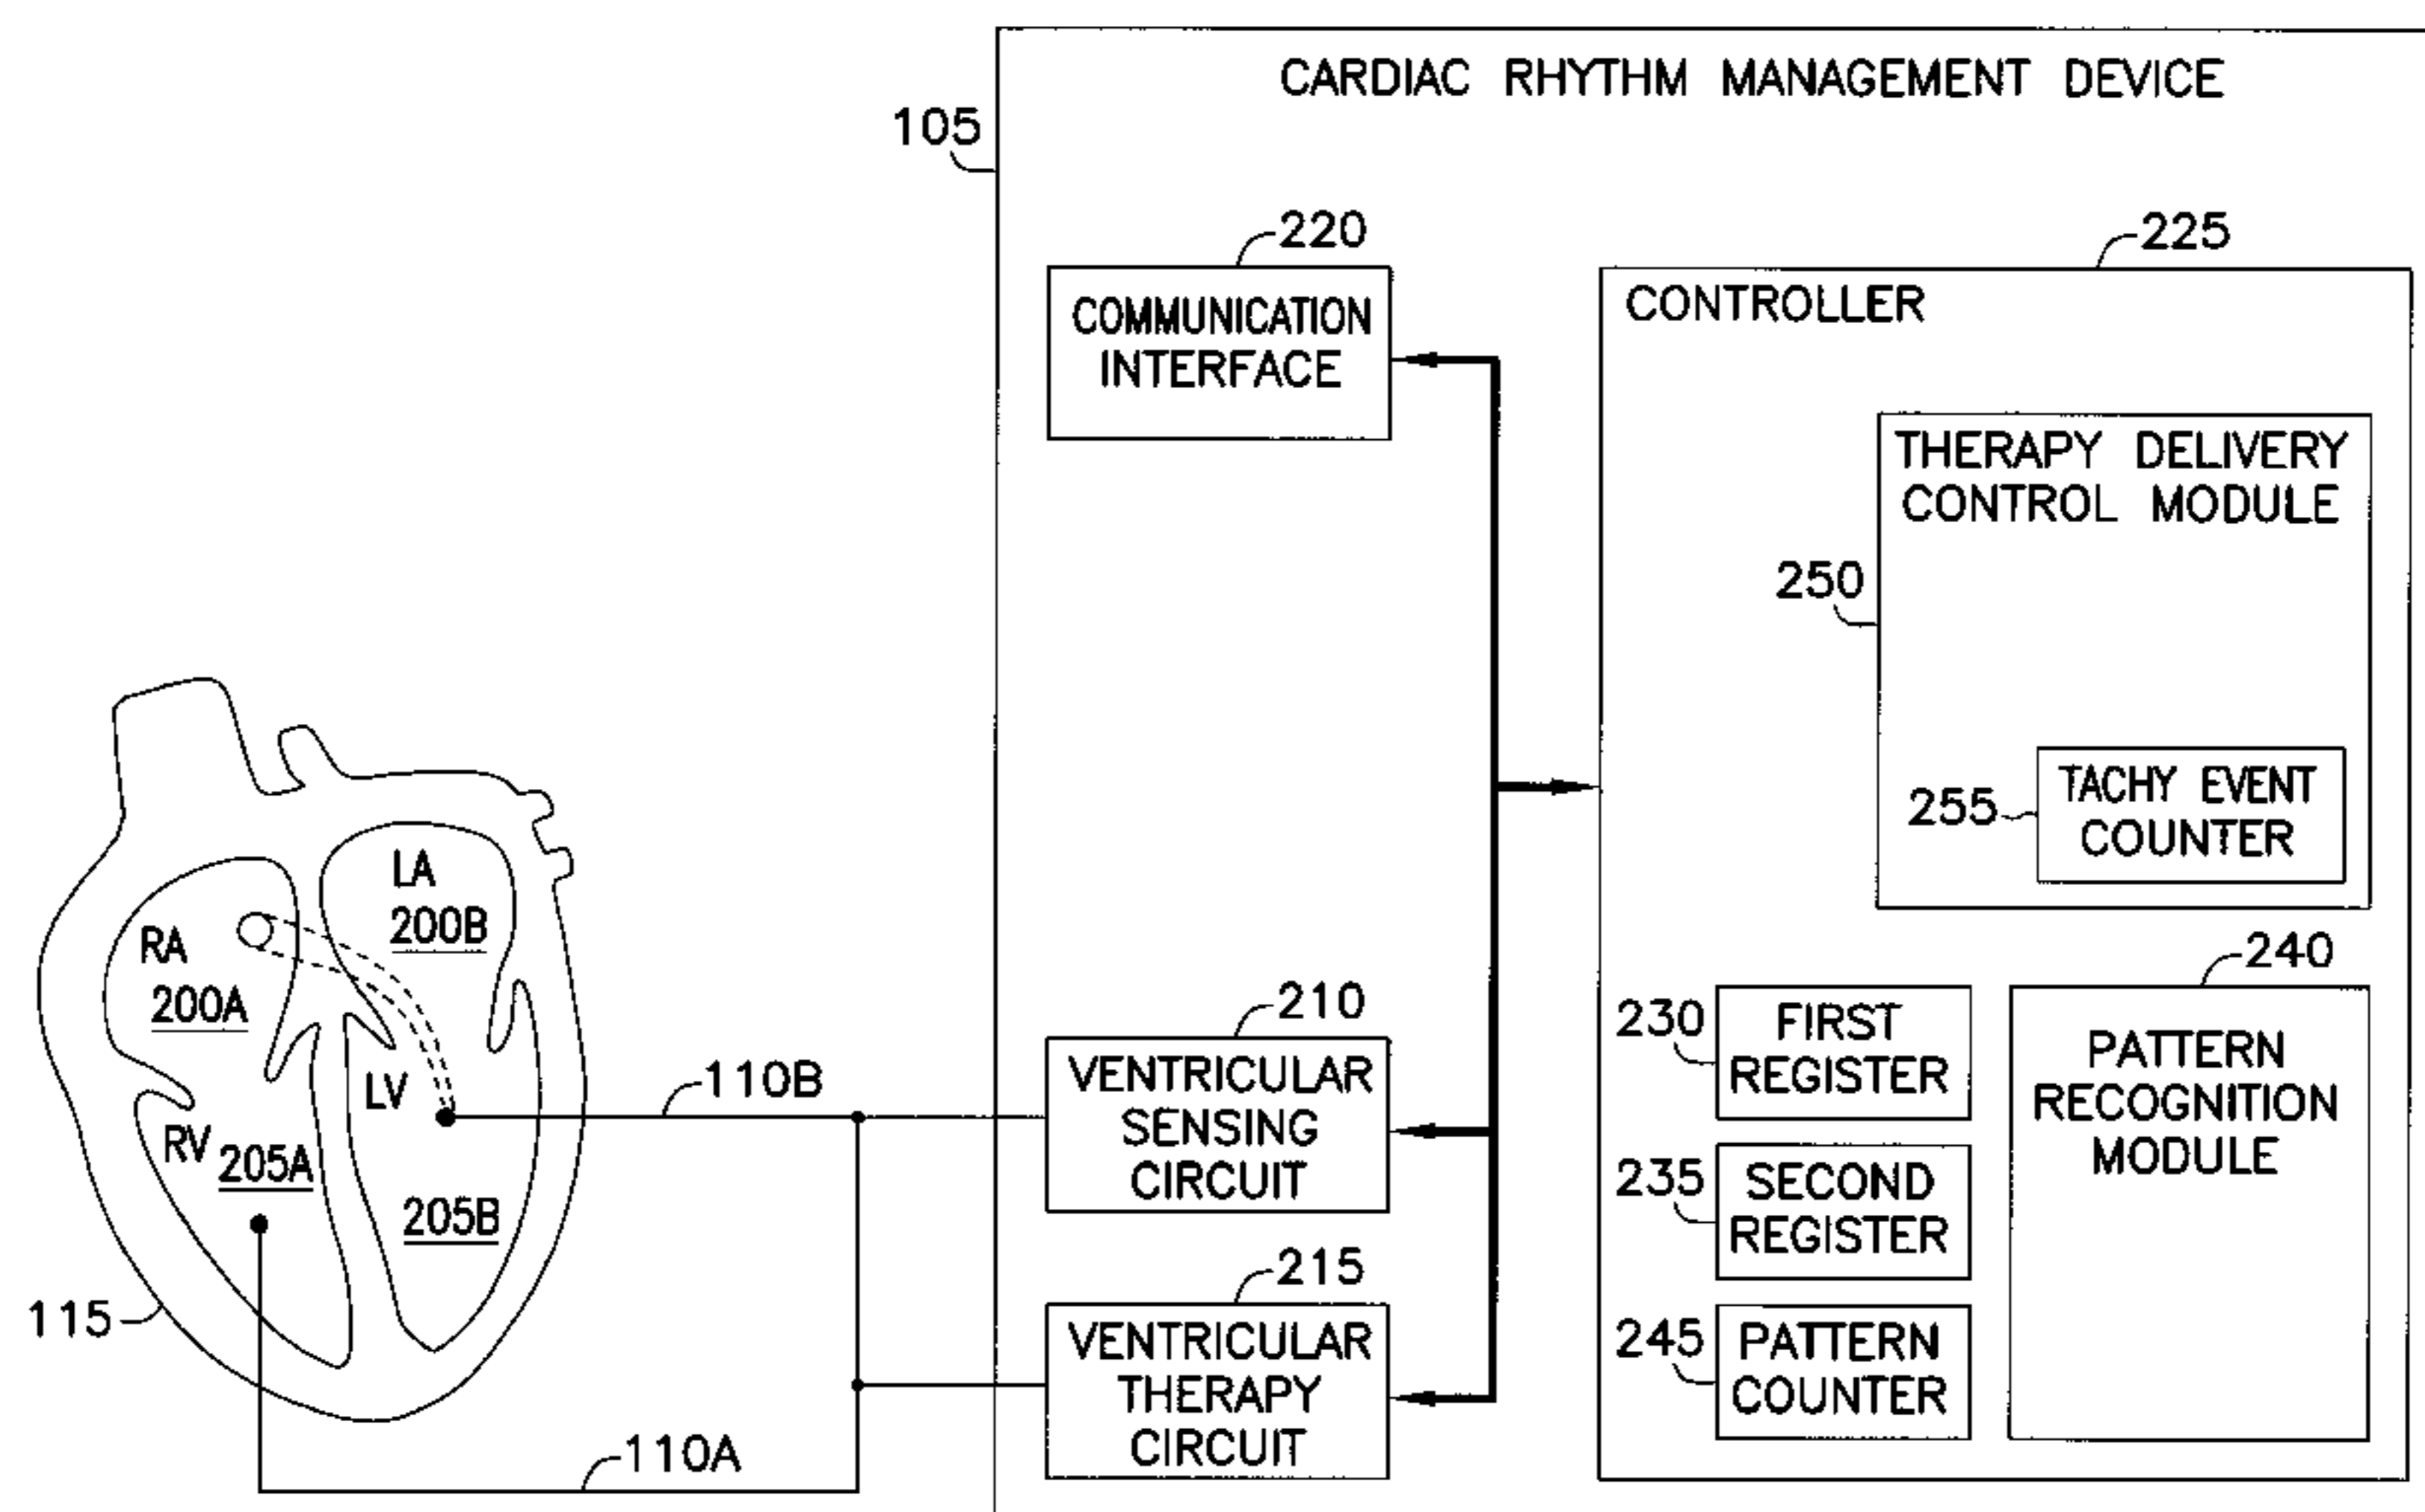 CARDIAC RHYTHM MANAGEMENT DEVICE
105
220
225
COMMUNICATION
INTERFACE
CONTROLLER
THERAPY DELIVERY
CONTROL MODULE
250
TACHY EVENT
COUNTER
255
LA
200B
RA
200A
LV
RV
205A
205B
115
110B
110A
210
VENTRICULAR
SENSING
CIRCUIT
215
VENTRICULAR
THERAPY
CIRCUIT
230
FIRST
REGISTER
235
SECOND
REGISTER
245
PATTERN
COUNTER
240
PATTERN
RECOGNITION
MODULE